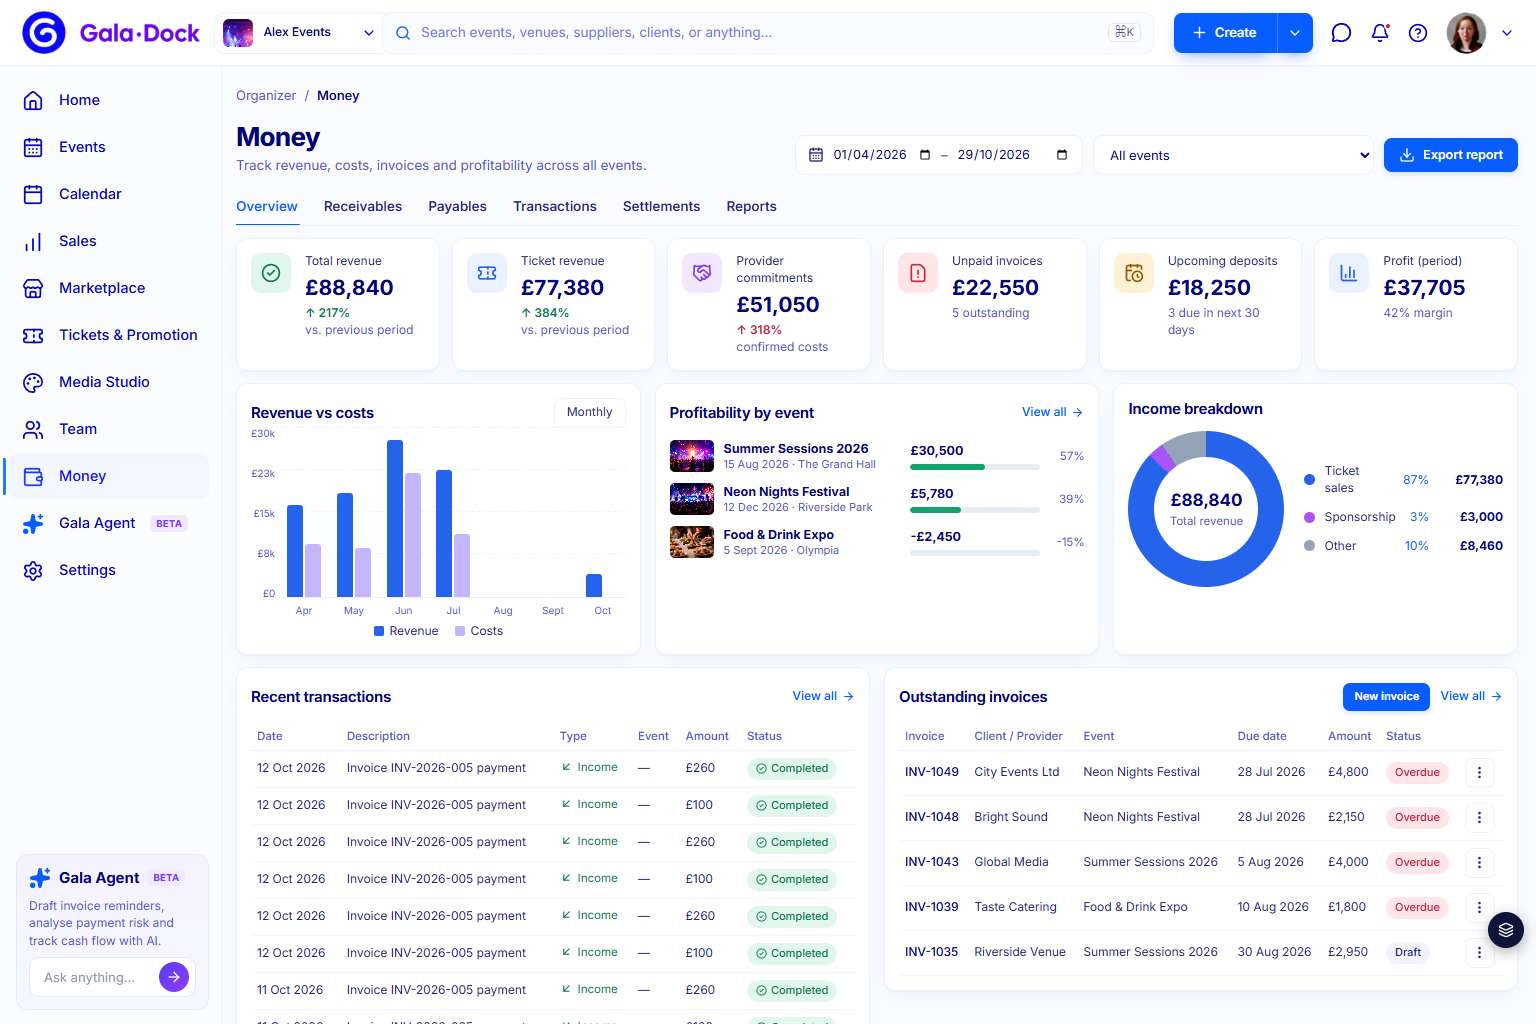 Gala·Dock
Alex Events
Search events, venues, suppliers, clients, or anything...
⌘K
Create
Home
Events
Calendar
Sales
Marketplace
Tickets & Promotion
Media Studio
Team
Money
Gala Agent BETA
Settings
Gala Agent BETA
Draft invoice reminders,
analyse payment risk and
track cash flow with AI.
Ask anything...
Organizer / Money
Money
Track revenue, costs, invoices and profitability across all events.
01/04/2026 – 29/10/2026
All events
Export report
Overview Receivables Payables Transactions Settlements Reports
Total revenue
£88,840
↑ 217%
vs. previous period
Ticket revenue
£77,380
↑ 384%
vs. previous period
Provider
commitments
£51,050
↑ 318%
confirmed costs
Unpaid invoices
£22,550
5 outstanding
Upcoming deposits
£18,250
3 due in next 30
days
Profit (period)
£37,705
42% margin
Revenue vs costs
Monthly
£30k
£23k
£15k
£8k
£0
Apr May Jun Jul Aug Sept Oct
Revenue Costs
Profitability by event
View all →
Summer Sessions 2026
15 Aug 2026 · The Grand Hall
£30,500
57%
Neon Nights Festival
12 Dec 2026 · Riverside Park
£5,780
39%
Food & Drink Expo
5 Sept 2026 · Olympia
-£2,450
-15%
Income breakdown
£88,840
Total revenue
Ticket
sales
87% £77,380
Sponsorship 3% £3,000
Other 10% £8,460
Recent transactions
View all →
Date Description Type Event Amount Status
12 Oct 2026 Invoice INV-2026-005 payment Income — £260 Completed
12 Oct 2026 Invoice INV-2026-005 payment Income — £100 Completed
12 Oct 2026 Invoice INV-2026-005 payment Income — £260 Completed
12 Oct 2026 Invoice INV-2026-005 payment Income — £100 Completed
12 Oct 2026 Invoice INV-2026-005 payment Income — £260 Completed
12 Oct 2026 Invoice INV-2026-005 payment Income — £100 Completed
11 Oct 2026 Invoice INV-2026-005 payment Income — £260 Completed
Outstanding invoices
New invoice
View all →
Invoice Client / Provider Event Due date Amount Status
INV-1049 City Events Ltd Neon Nights Festival 28 Jul 2026 £4,800 Overdue
INV-1048 Bright Sound Neon Nights Festival 28 Jul 2026 £2,150 Overdue
INV-1043 Global Media Summer Sessions 2026 5 Aug 2026 £4,000 Overdue
INV-1039 Taste Catering Food & Drink Expo 10 Aug 2026 £1,800 Overdue
INV-1035 Riverside Venue Summer Sessions 2026 30 Aug 2026 £2,950 Draft